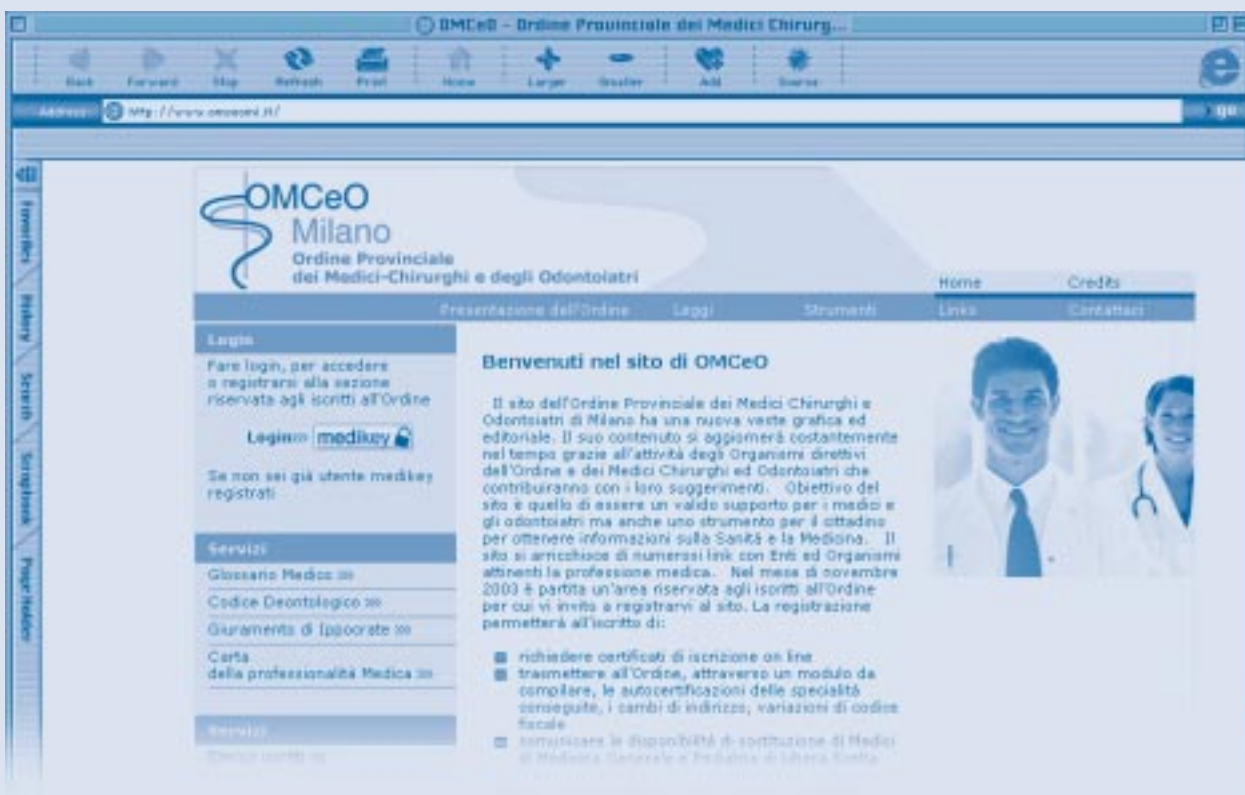 OMCeO - Ordine Provinciale dei Medici Chirurg...
Back Forward Stop Refresh Print Home Larger Smaller Add Source
Address http://www.omceomi.it/ go
Favorites
History
Search
Scrapbook
Page Holder
OMCeO
Milano
Ordine Provinciale
dei Medici-Chirurghi e degli Odontoiatri
Home Credits
Presentazione dell'Ordine Leggi Strumenti Links Contattaci
Login
Fare login, per accedere
o registrarsi alla sezione
riservata agli iscritti all'Ordine
Login»» medikey
Se non sei già utente medikey
registrati
Servizi
Glossario Medico »»
Codice Deontologico »»
Giuramento di Ippocrate »»
Carta
della professionalità Medica »»
Servizi
Benvenuti nel sito di OMCeO
Il sito dell'Ordine Provinciale dei Medici Chirurghi e
Odontoiatri di Milano ha una nuova veste grafica ed
editoriale. Il suo contenuto si aggiornerà costantemente
nel tempo grazie all'attività degli Organismi direttivi
dell'Ordine e dei Medici Chirurghi ed Odontoiatri che
contribuiranno con i loro suggerimenti. Obiettivo del
sito è quello di essere un valido supporto per i medici e
gli odontoiatri ma anche uno strumento per il cittadino
per ottenere informazioni sulla Sanità e la Medicina. Il
sito si arricchisce di numerosi link con Enti ed Organismi
attinenti la professione medica. Nel mese di novembre
2003 è partita un'area riservata agli iscritti all'Ordine
per cui vi invito a registrarvi al sito. La registrazione
permetterà all'iscritto di:
richiedere certificati di iscrizione on line
trasmettere all'Ordine, attraverso un modulo da
compilare, le autocertificazioni delle specialità
conseguite, i cambi di indirizzo, variazioni di codice
fiscale
comunicare le disponibilità di sostituzione di Medici
di Medicina Generale e Pediatria di Libera Scelta